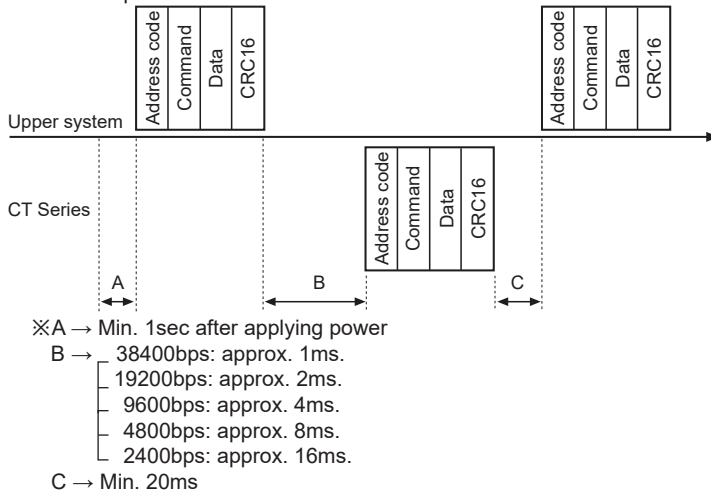 Address code
Command
Data
CRC16
Address code
Command
Data
CRC16
Upper system
Address code
Command
Data
CRC16
CT Series
A
B
C
※A → Min. 1sec after applying power
B → 38400bps: approx. 1ms.
19200bps: approx. 2ms.
9600bps: approx. 4ms.
4800bps: approx. 8ms.
2400bps: approx. 16ms.
C → Min. 20ms